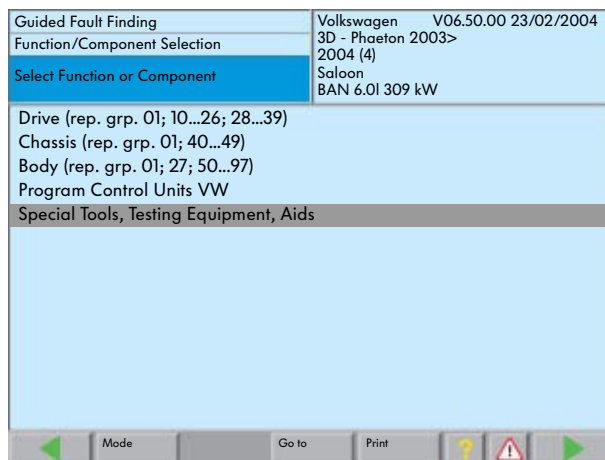 Guided Fault Finding
Function/Component Selection
Select Function or Component
Volkswagen V06.50.00 23/02/2004
3D - Phaeton 2003>
2004 (4)
Saloon
BAN 6.0l 309 kW
Drive (rep. grp. 01; 10...26; 28...39)
Chassis (rep. grp. 01; 40...49)
Body (rep. grp. 01; 27; 50...97)
Program Control Units VW
Special Tools, Testing Equipment, Aids
Mode Go to Print ?